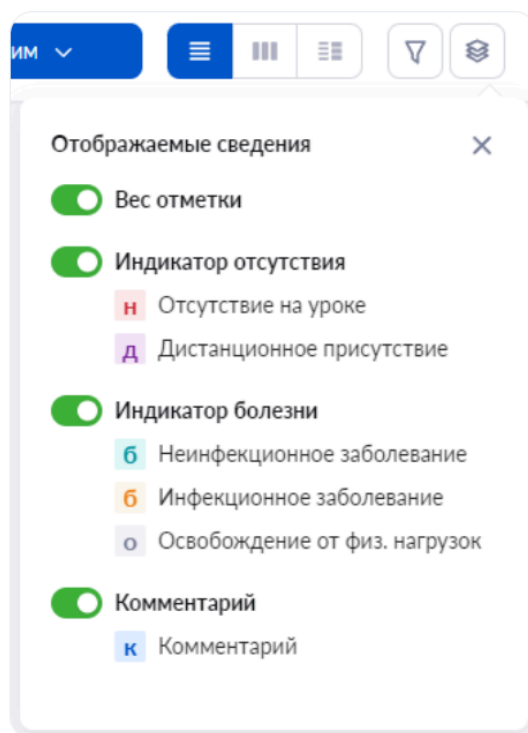 им
Отображаемые сведения
Вес отметки
Индикатор отсутствия
н Отсутствие на уроке
д Дистанционное присутствие
Индикатор болезни
б Неинфекционное заболевание
б Инфекционное заболевание
о Освобождение от физ. нагрузок
Комментарий
к Комментарий